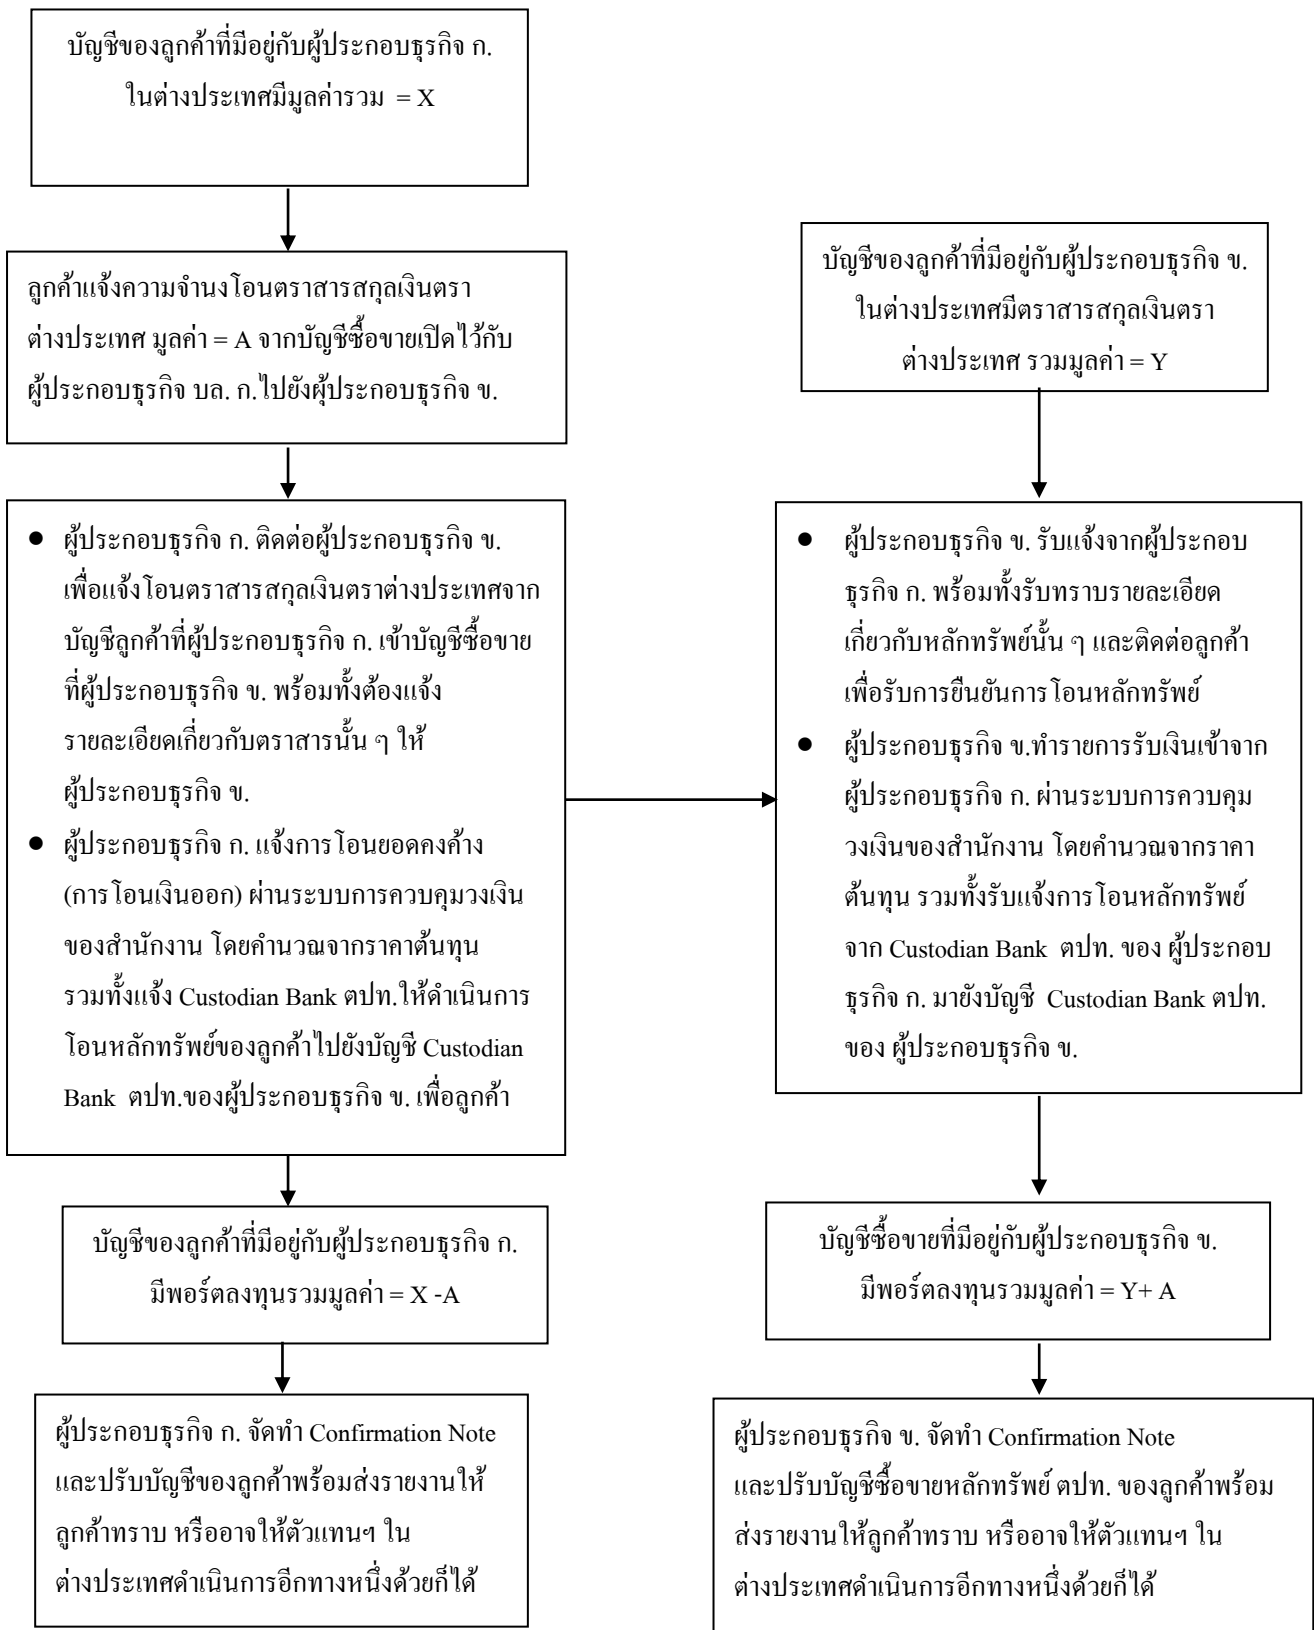 บัญชีของลูกค้าที่มีอยู่กับผู้ประกอบธุรกิจ ก.
ในต่างประเทศมีมูลค่ารวม = X
ลูกค้าแจ้งความจำนงโอนตราสารสกุลเงินตรา
ต่างประเทศ มูลค่า = A จากบัญชีซื้อขายเปิดไว้กับ
ผู้ประกอบธุรกิจ บล. ก.ไปยังผุ้ประกอบธุรกิจ ข.
บัญชีของลูกค้าที่มีอยู่กับผู้ประกอบธุรกิจ ข.
ในต่างประเทศมีตราสารสกุลเงินตรา
ต่างประเทศ รวมมูลค่า = Y
● ผู้ประกอบธุรกิจ ก. ติดต่อผู้ประกอบธุรกิจ ข.
เพื่อแจ้งโอนตราสารสกุลเงินตราต่างประเทศจาก
บัญชีลูกค้าที่ผู้ประกอบธุรกิจ ก. เข้าบัญชีซื้อขาย
ที่ผู้ประกอบธุรกิจ ข. พร้อมทั้งต้องแจ้ง
รายละเอียดเกี่ยวกับตราสารนั้น ๆ ให้
ผู้ประกอบธุรกิจ ข.
● ผู้ประกอบธุรกิจ ก. แจ้งการโอนยอดคงค้าง
(การโอนเงินออก) ผ่านระบบการควบคุมวงเงิน
ของสำนักงาน โดยคำนวณจากราคาต้นทุน
รวมทั้งแจ้ง Custodian Bank ตปท.ให้ดำเนินการ
โอนหลักทรัพย์ของลูกค้าไปยังบัญชี Custodian
Bank ตปท.ของผู้ประกอบธุรกิจ ข. เพื่อลูกค้า
● ผู้ประกอบธุรกิจ ข. รับแจ้งจากผู้ประกอบ
ธุรกิจ ก. พร้อมทั้งรับทราบรายละเอียด
เกี่ยวกับหลักทรัพย์นั้น ๆ และติดต่อลูกค้า
เพื่อรับการยืนยันการโอนหลักทรัพย์
● ผู้ประกอบธุรกิจ ข.ทำรายการรับเงินเข้าจาก
ผู้ประกอบธุรกิจ ก. ผ่านระบบการควบคุม
วงเงินของสำนักงาน โดยคำนวณจากราคา
ต้นทุน รวมทั้งรับแจ้งการโอนหลักทรัพย์
จาก Custodian Bank ตปท. ของ ผู้ประกอบ
ธุรกิจ ก. มายังบัญชี Custodian Bank ตปท.
ของ ผู้ประกอบธุรกิจ ข.
บัญชีของลูกค้าที่มีอยู่กับผู้ประกอบธุรกิจ ก.
มีพอร์ตลงทุนรวมมูลค่า = X -A
บัญชีซื้อขายที่มีอยู่กับผู้ประกอบธุรกิจ ข.
มีพอร์ตลงทุนรวมมูลค่า = Y+ A
ผู้ประกอบธุรกิจ ก. จัดทำ Confirmation Note
และปรับบัญชีของลูกค้าพร้อมส่งรายงานให้
ลูกค้าทราบ หรืออาจให้ตัวแทนฯ ใน
ต่างประเทศดำเนินการอีกทางหนึ่งด้วยก็ได้
ผู้ประกอบธุรกิจ ข. จัดทำ Confirmation Note
และปรับบัญชีซื้อขายหลักทรัพย์ ตปท. ของลูกค้าพร้อม
ส่งรายงานให้ลูกค้าทราบ หรืออาจให้ตัวแทนฯ ใน
ต่างประเทศดำเนินการอีกทางหนึ่งด้วยก็ได้